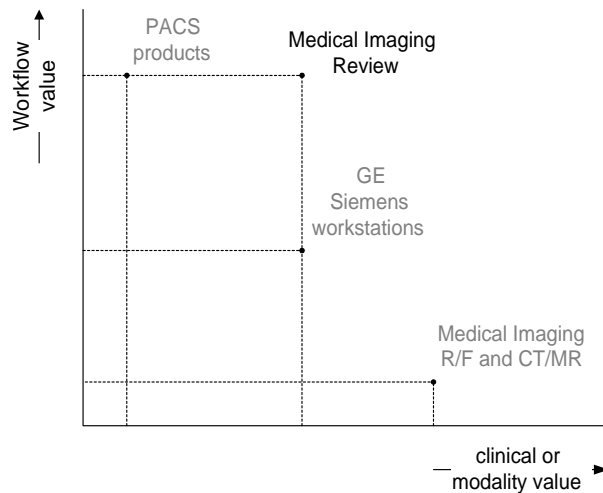 Workflow
value
PACS
products
Medical Imaging
Review
GE
Siemens
workstations
Medical Imaging
R/F and CT/MR
clinical or
modality value